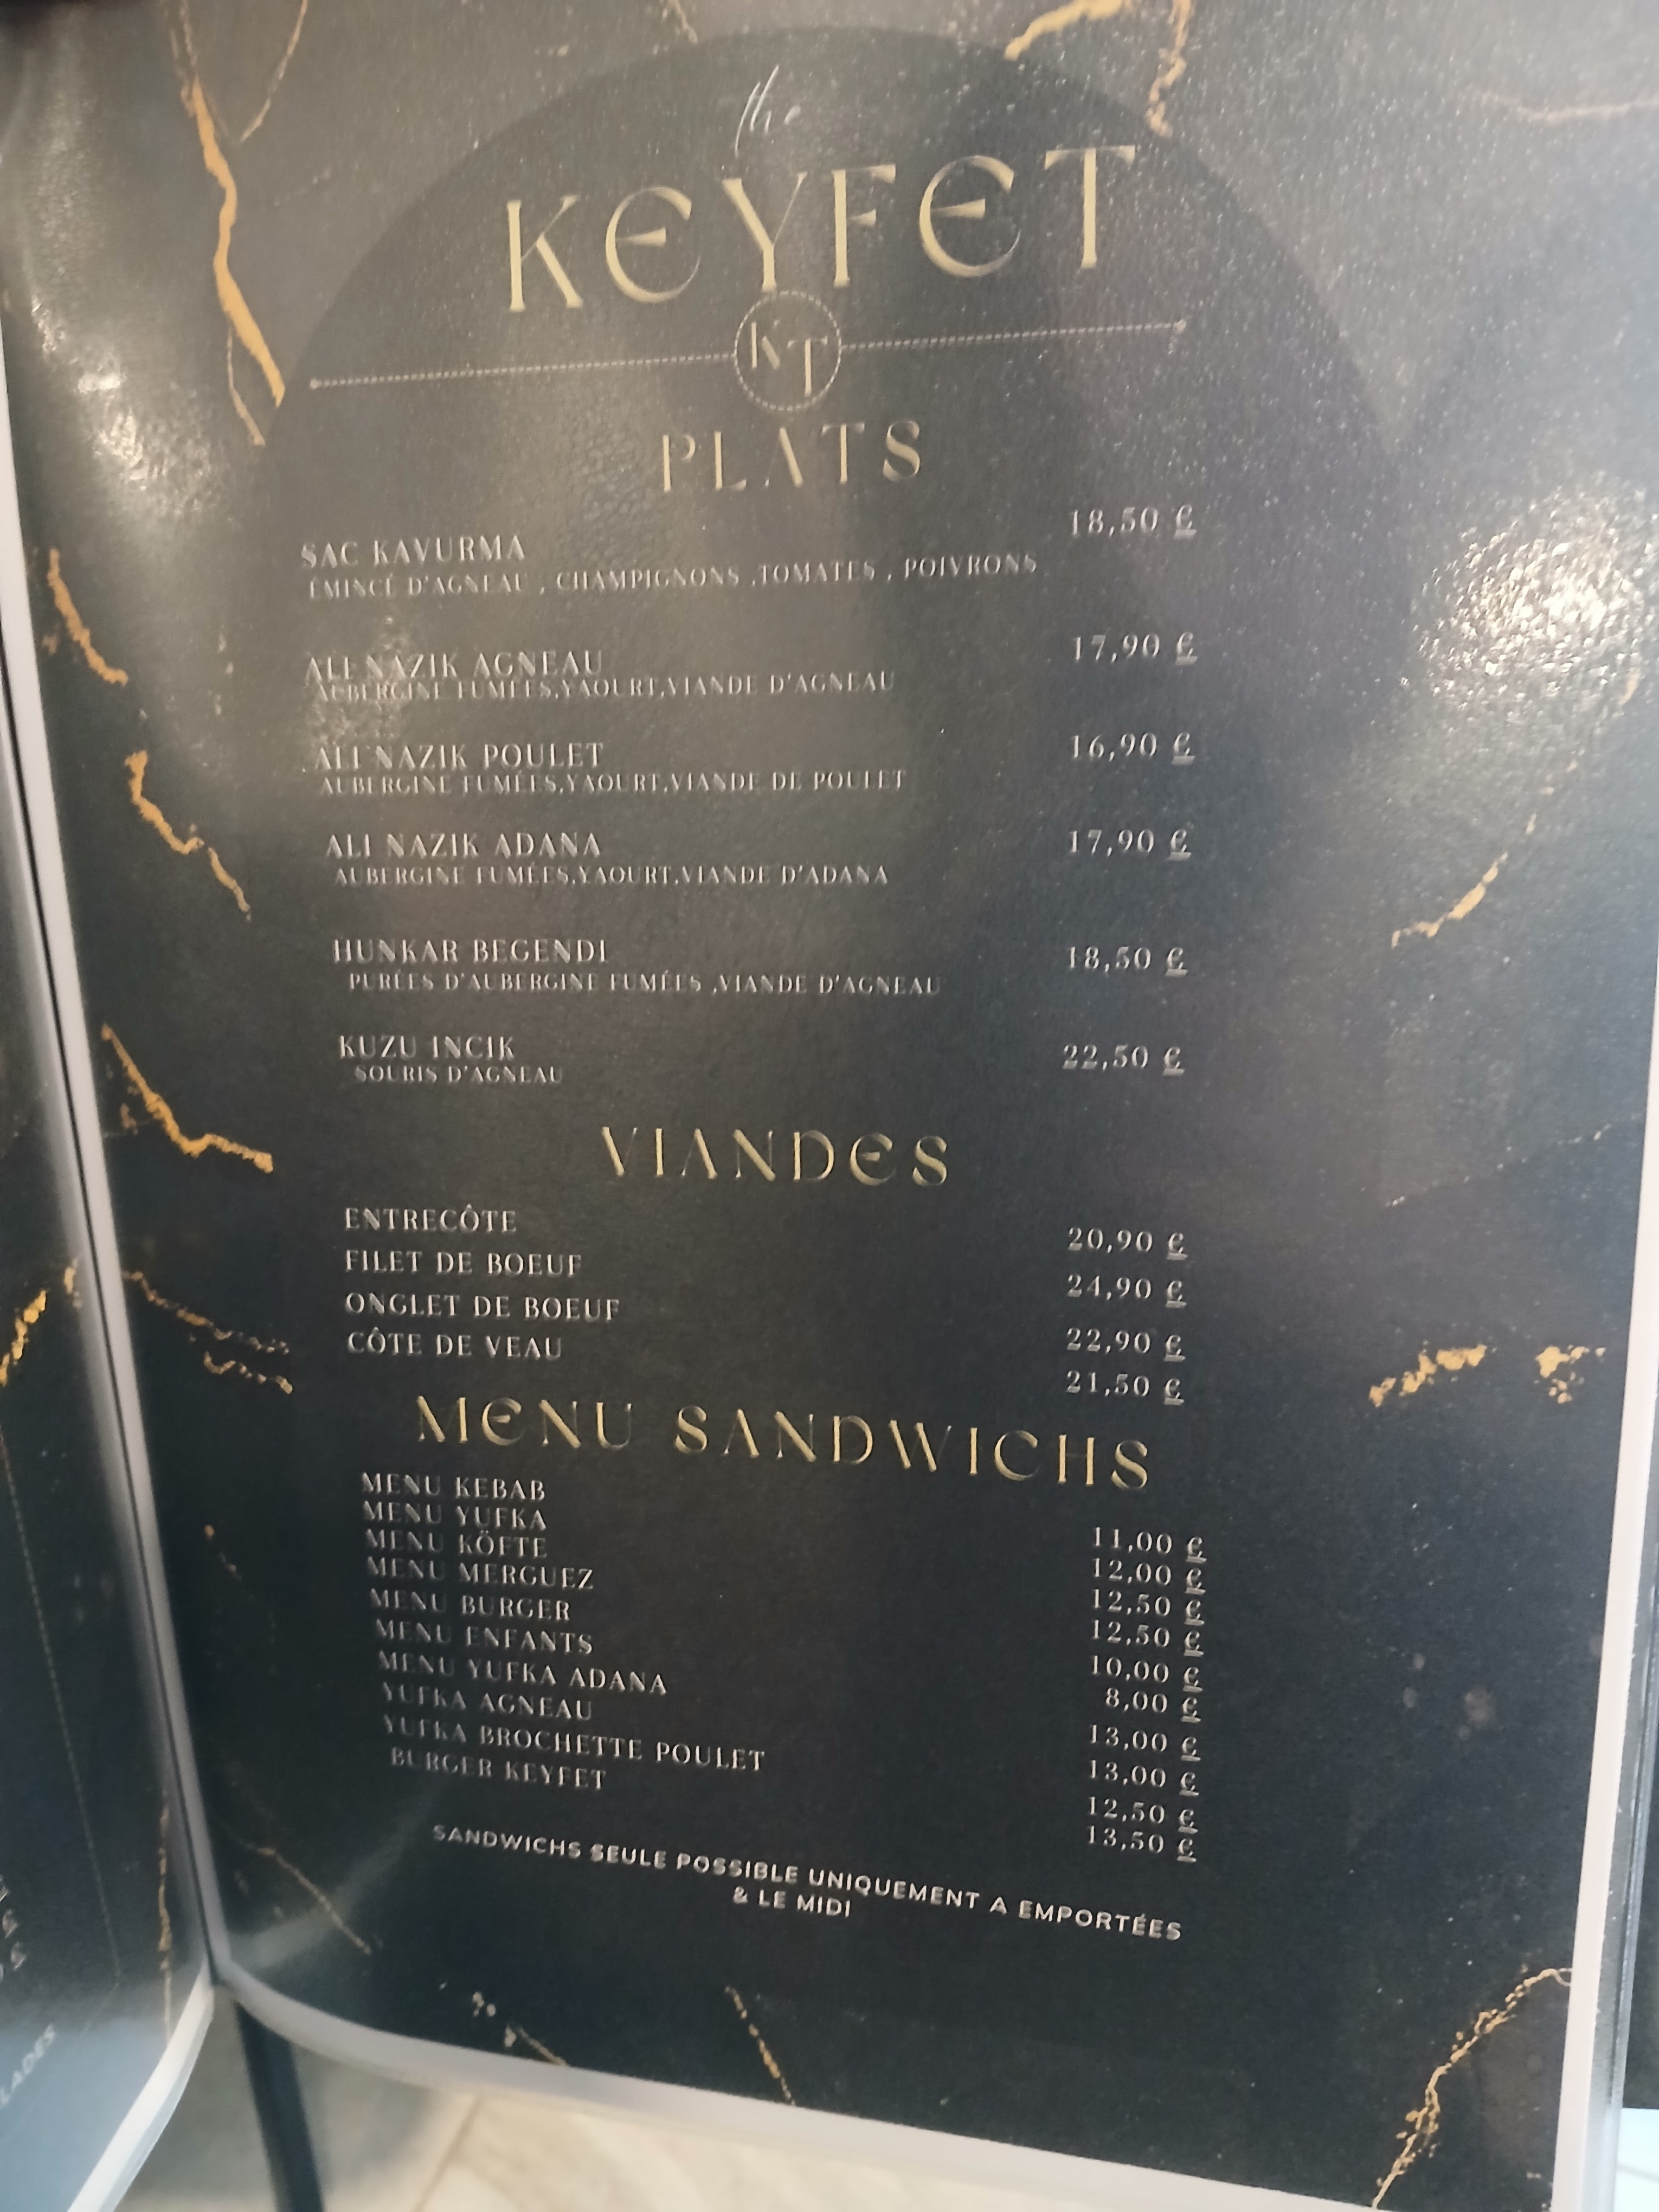 the
KEYFET
KT
PLATS
SAC KAVURMA 18,50 €
ÉMINCÉ D'AGNEAU , CHAMPIGNONS ,TOMATES , POIVRONS
ALI NAZIK AGNEAU 17,90 €
AUBERGINE FUMÉES,YAOURT,VIANDE D'AGNEAU
ALI NAZIK POULET 16,90 €
AUBERGINE FUMÉES,YAOURT,VIANDE DE POULET
ALI NAZIK ADANA 17,90 €
AUBERGINE FUMÉES,YAOURT,VIANDE D'ADANA
HUNKAR BEGENDI 18,50 €
PURÉES D'AUBERGINE FUMÉES ,VIANDE D'AGNEAU
KUZU INCIK 22,50 €
SOURIS D'AGNEAU
VIANDES
ENTRECÔTE 20,90 €
FILET DE BOEUF 24,90 €
ONGLET DE BOEUF 22,90 €
CÔTE DE VEAU 21,50 €
MENU SANDWICHS
MENU KEBAB 11,00 €
MENU YUFKA 12,00 €
MENU KÖFTE 12,50 €
MENU MERGUEZ 12,50 €
MENU BURGER 10,00 €
MENU ENFANTS 8,00 €
MENU YUFKA ADANA 13,00 €
YUFKA AGNEAU 13,00 €
YUFKA BROCHETTE POULET 12,50 €
BURGER KEYFET 13,50 €
SANDWICHS SEULE POSSIBLE UNIQUEMENT A EMPORTÉES
& LE MIDI